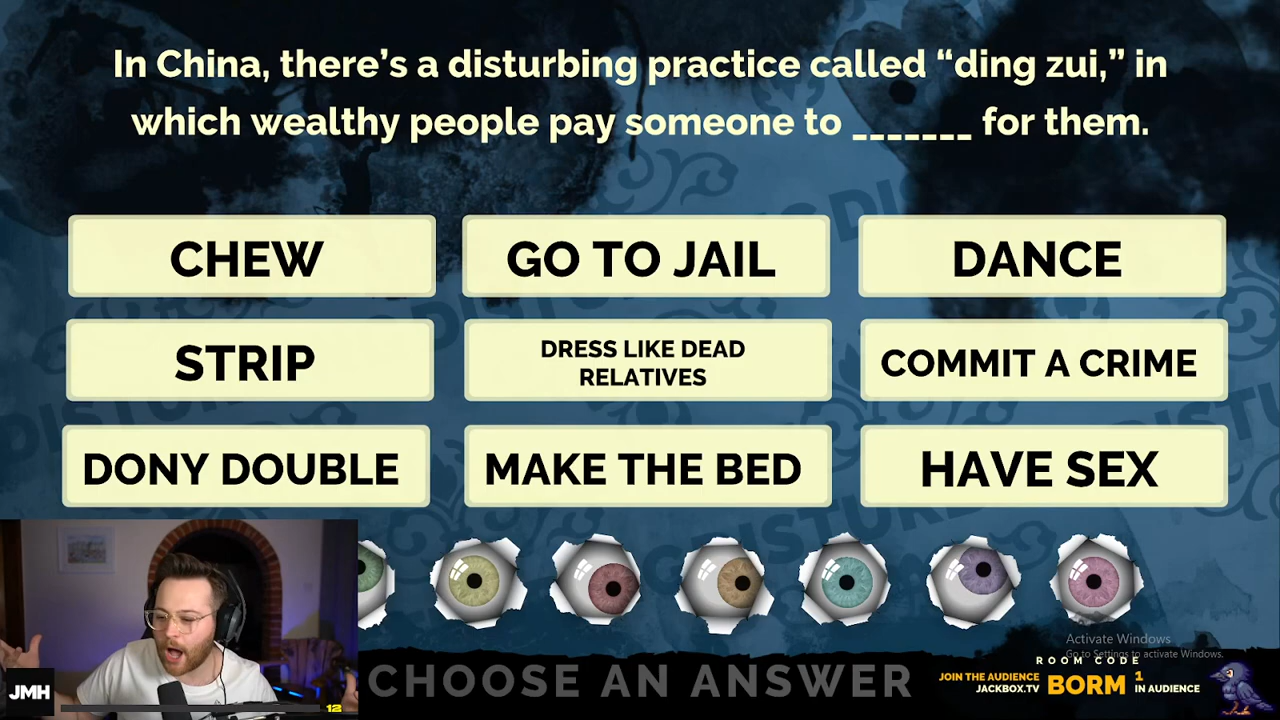 In China, there's a disturbing practice called “ding zui,” in
which wealthy people pay someone to _______ for them.
CHEW
GO TO JAIL
DANCE
STRIP
DRESS LIKE DEAD
RELATIVES
COMMIT A CRIME
DONY DOUBLE
MAKE THE BED
HAVE SEX
Activate Windows
Go to Settings to activate Windows.
ROOM CODE
JOIN THE AUDIENCE
JACKBOX.TV
BORM
1
IN AUDIENCE
CHOOSE AN ANSWER
JMH
12